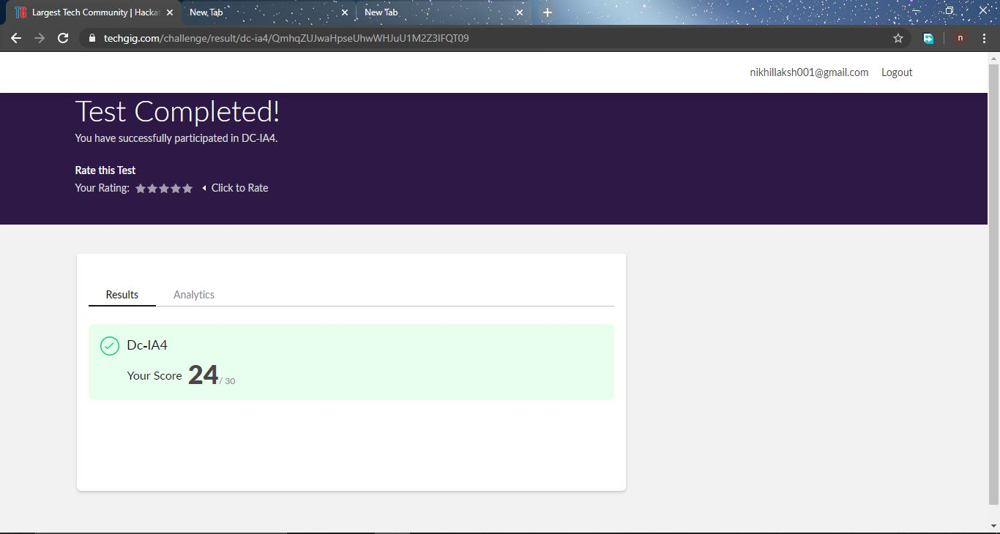 TG Largest Tech Community | Hacka
New Tab
New Tab
techgig.com/challenge/result/dc-ia4/QmhqZUJwaHpseUhwWHJuU1M2Z3lFQT09
n
nikhillaksh001@gmail.com Logout
Test Completed!
You have successfully participated in DC-IA4.
Rate this Test
Your Rating: Click to Rate
Results Analytics
Dc-IA4
Your Score 24 / 30